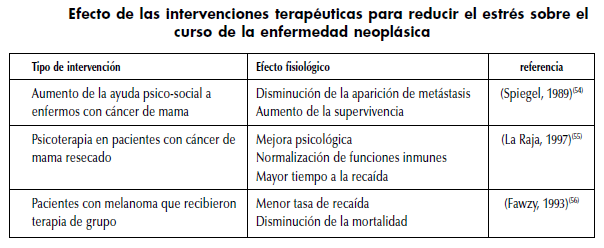 Efecto de las intervenciones terapéuticas para reducir el estrés sobre el
curso de la enfermedad neoplásica
Tipo de intervención Efecto fisiológico referencia
Aumento de la ayuda psico-social a Disminución de la aparición de metástasis (Spiegel, 1989)(54)
enfermos con cáncer de mama Aumento de la supervivencia
Psicoterapia en pacientes con cáncer de Mejora psicológica (La Raja, 1997)(55)
mama resecado Normalización de funciones inmunes
Mayor tiempo a la recaída
Pacientes con melanoma que recibieron Menor tasa de recaída (Fawzy, 1993)(56)
terapia de grupo Disminución de la mortalidad